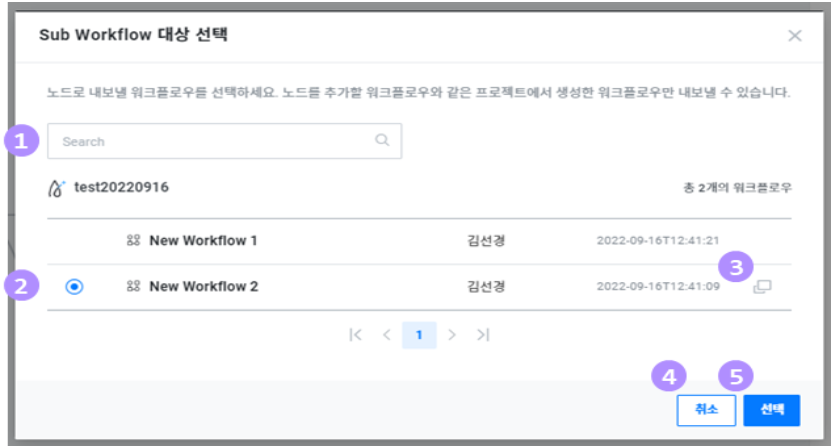 Sub Workflow 대상 선택
노드로 내보낼 워크플로우를 선택하세요. 노드를 추가할 워크플로우와 같은 프로젝트에서 생성한 워크플로우만 내보낼 수 있습니다.
1
Search
test20220916 총 2개의 워크플로우
New Workflow 1 김선경 2022-09-16T12:41:21
3
2 New Workflow 2 김선경 2022-09-16T12:41:09
|< < 1 > >|
4 5
취소 선택